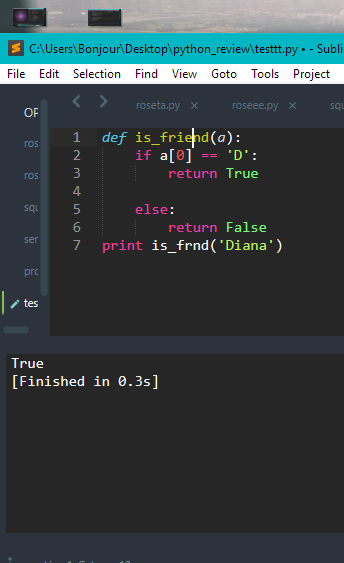 C:\Users\Bonjour\Desktop\python_review\testtt.py • - Subli
File Edit Selection Find View Goto Tools Project
roseta.py × roseee.py × squ
OF
ros
ros
squ
ser
pro
tes
1 def is_friend(a):
2 if a[0] == 'D':
3 return True
4
5 else:
6 return False
7 print is_frnd('Diana')
True
[Finished in 0.3s]